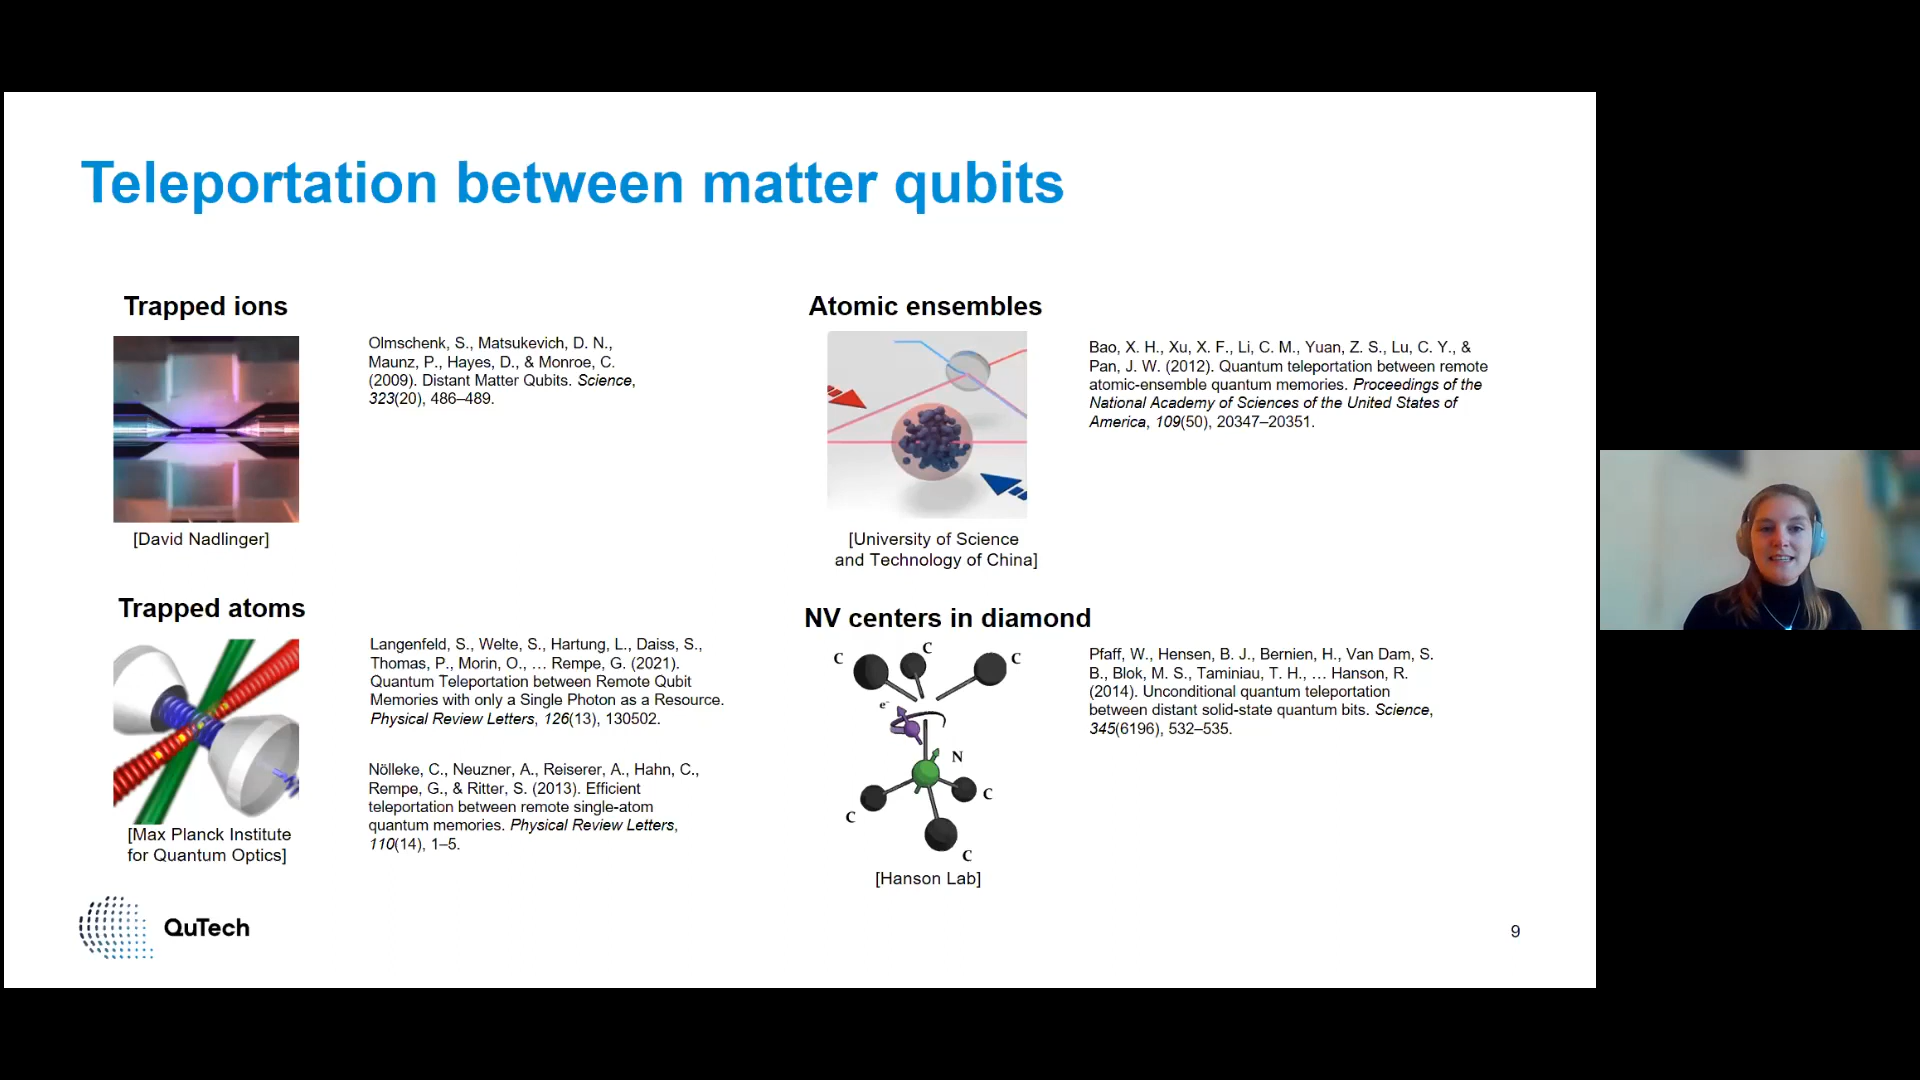 Teleportation between matter qubits
Trapped ions
Olmschenk, S., Matsukevich, D. N.,
Maunz, P., Hayes, D., & Monroe, C.
(2009). Distant Matter Qubits. Science,
323(20), 486–489.
[David Nadlinger]
Trapped atoms
Langenfeld, S., Welte, S., Hartung, L., Daiss, S.,
Thomas, P., Morin, O., … Rempe, G. (2021).
Quantum Teleportation between Remote Qubit
Memories with only a Single Photon as a Resource.
Physical Review Letters, 126(13), 130502.
Nölleke, C., Neuzner, A., Reiserer, A., Hahn, C.,
Rempe, G., & Ritter, S. (2013). Efficient
teleportation between remote single-atom
quantum memories. Physical Review Letters,
110(14), 1–5.
[Max Planck Institute
for Quantum Optics]
Atomic ensembles
Bao, X. H., Xu, X. F., Li, C. M., Yuan, Z. S., Lu, C. Y., &
Pan, J. W. (2012). Quantum teleportation between remote
atomic-ensemble quantum memories. Proceedings of the
National Academy of Sciences of the United States of
America, 109(50), 20347–20351.
[University of Science
and Technology of China]
NV centers in diamond
C
C
C
e-
N
C
C
C
Pfaff, W., Hensen, B. J., Bernien, H., Van Dam, S.
B., Blok, M. S., Taminiau, T. H., … Hanson, R.
(2014). Unconditional quantum teleportation
between distant solid-state quantum bits. Science,
345(6196), 532–535.
[Hanson Lab]
QuTech
9